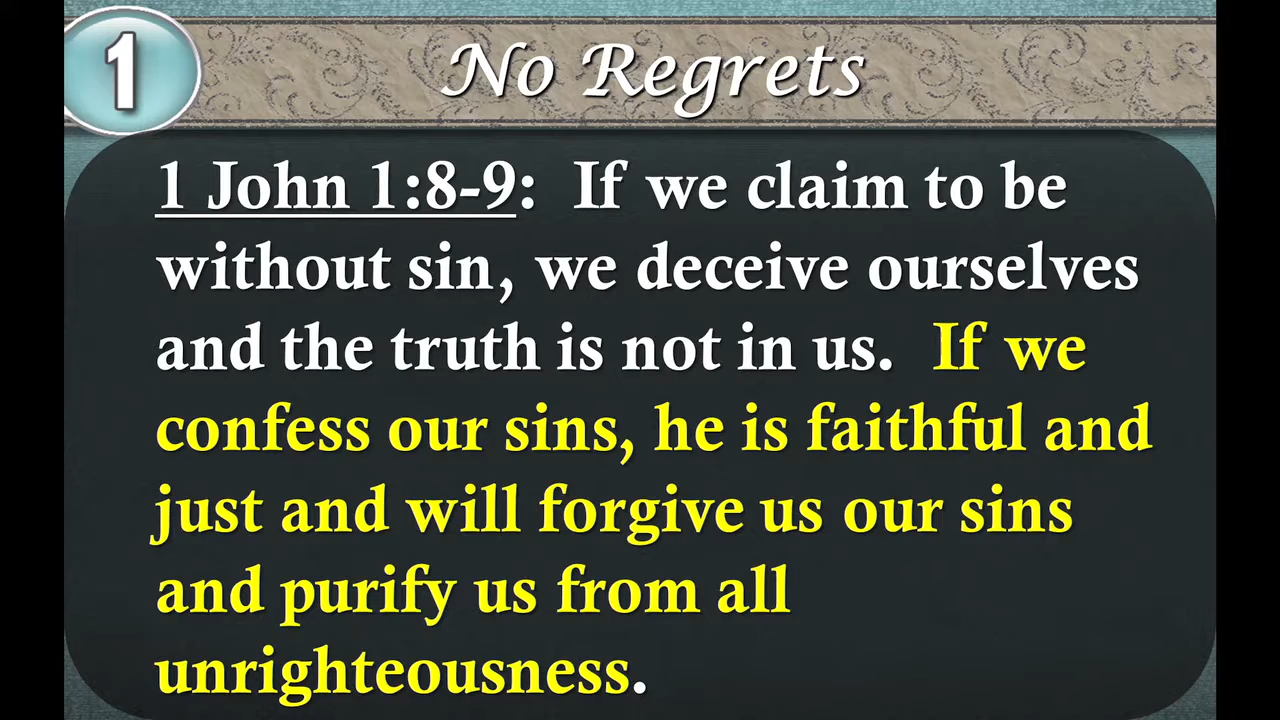 1
No Regrets
1 John 1:8-9:  If we claim to be
without sin, we deceive ourselves
and the truth is not in us.  If we
confess our sins, he is faithful and
just and will forgive us our sins
and purify us from all
unrighteousness.